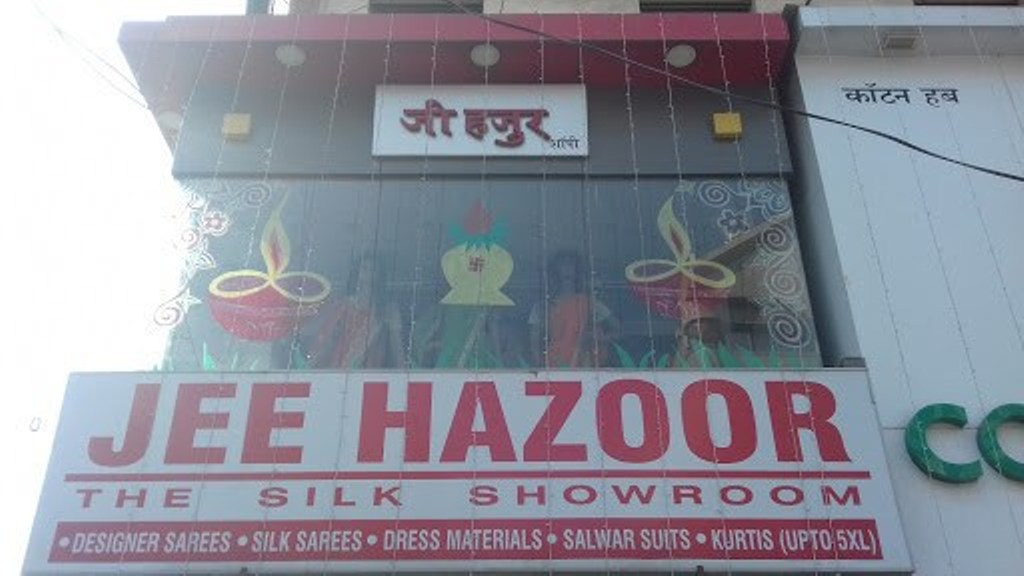 जी हजुर
शॉपी
कॉटन हब
JEE HAZOOR
THE SILK SHOWROOM
• DESIGNER SAREES • SILK SAREES • DRESS MATERIALS • SALWAR SUITS • KURTIS (UPTO 5XL)
CO